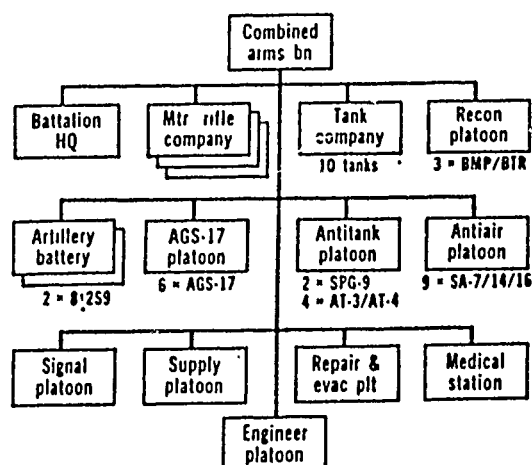 Combined
arms bn
Battalion
HQ
Mtr rifle
company
Tank
company
10 tanks
Recon
platoon
3 = BMP/BTR
Artillery
battery
2 = 8/2S9
AGS-17
platoon
6 = AGS-17
Antitank
platoon
2 = SPG-9
4 = AT-3/AT-4
Antiair
platoon
9 = SA-7/14/16
Signal
platoon
Supply
platoon
Repair &
evac plt
Medical
station
Engineer
platoon